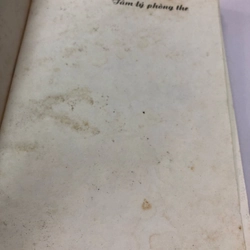 Tâm lý phòng the